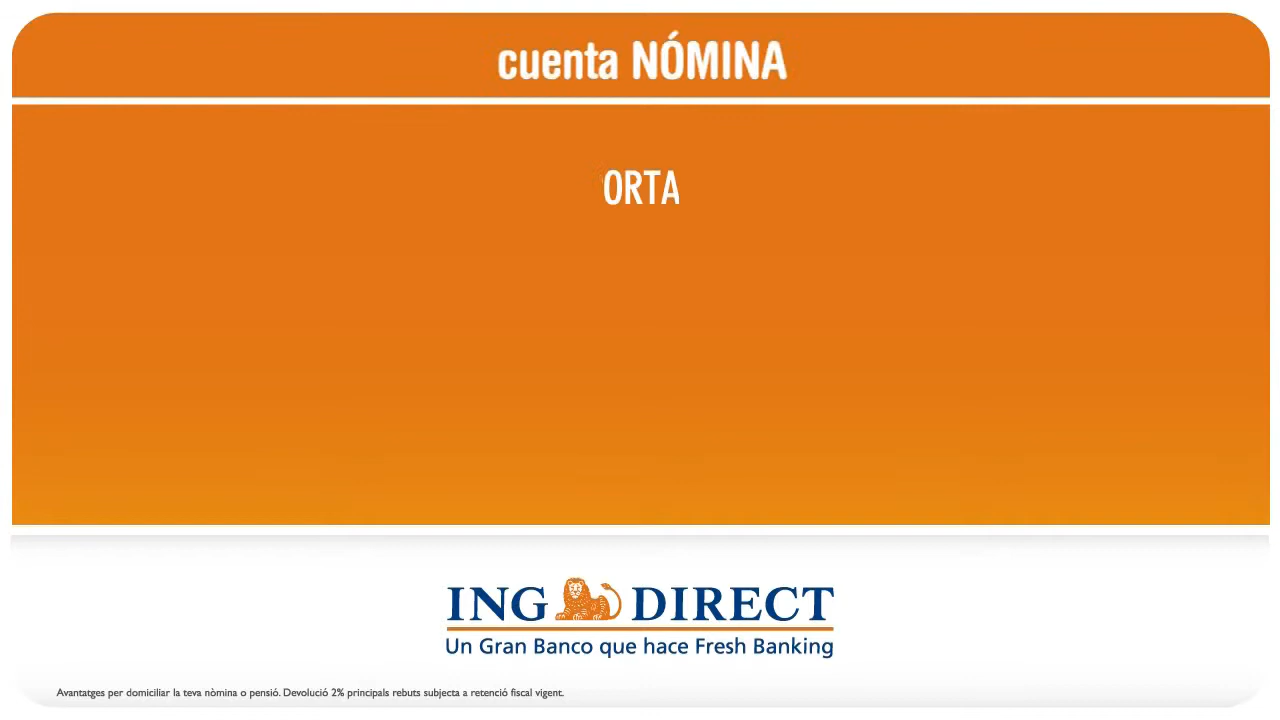 cuenta NÓMINA
ORTA
ING DIRECT
Un Gran Banco que hace Fresh Banking
Avantatges per domiciliar la teva nòmina o pensió. Devolució 2% principals rebuts subjecta a retenció fiscal vigent.